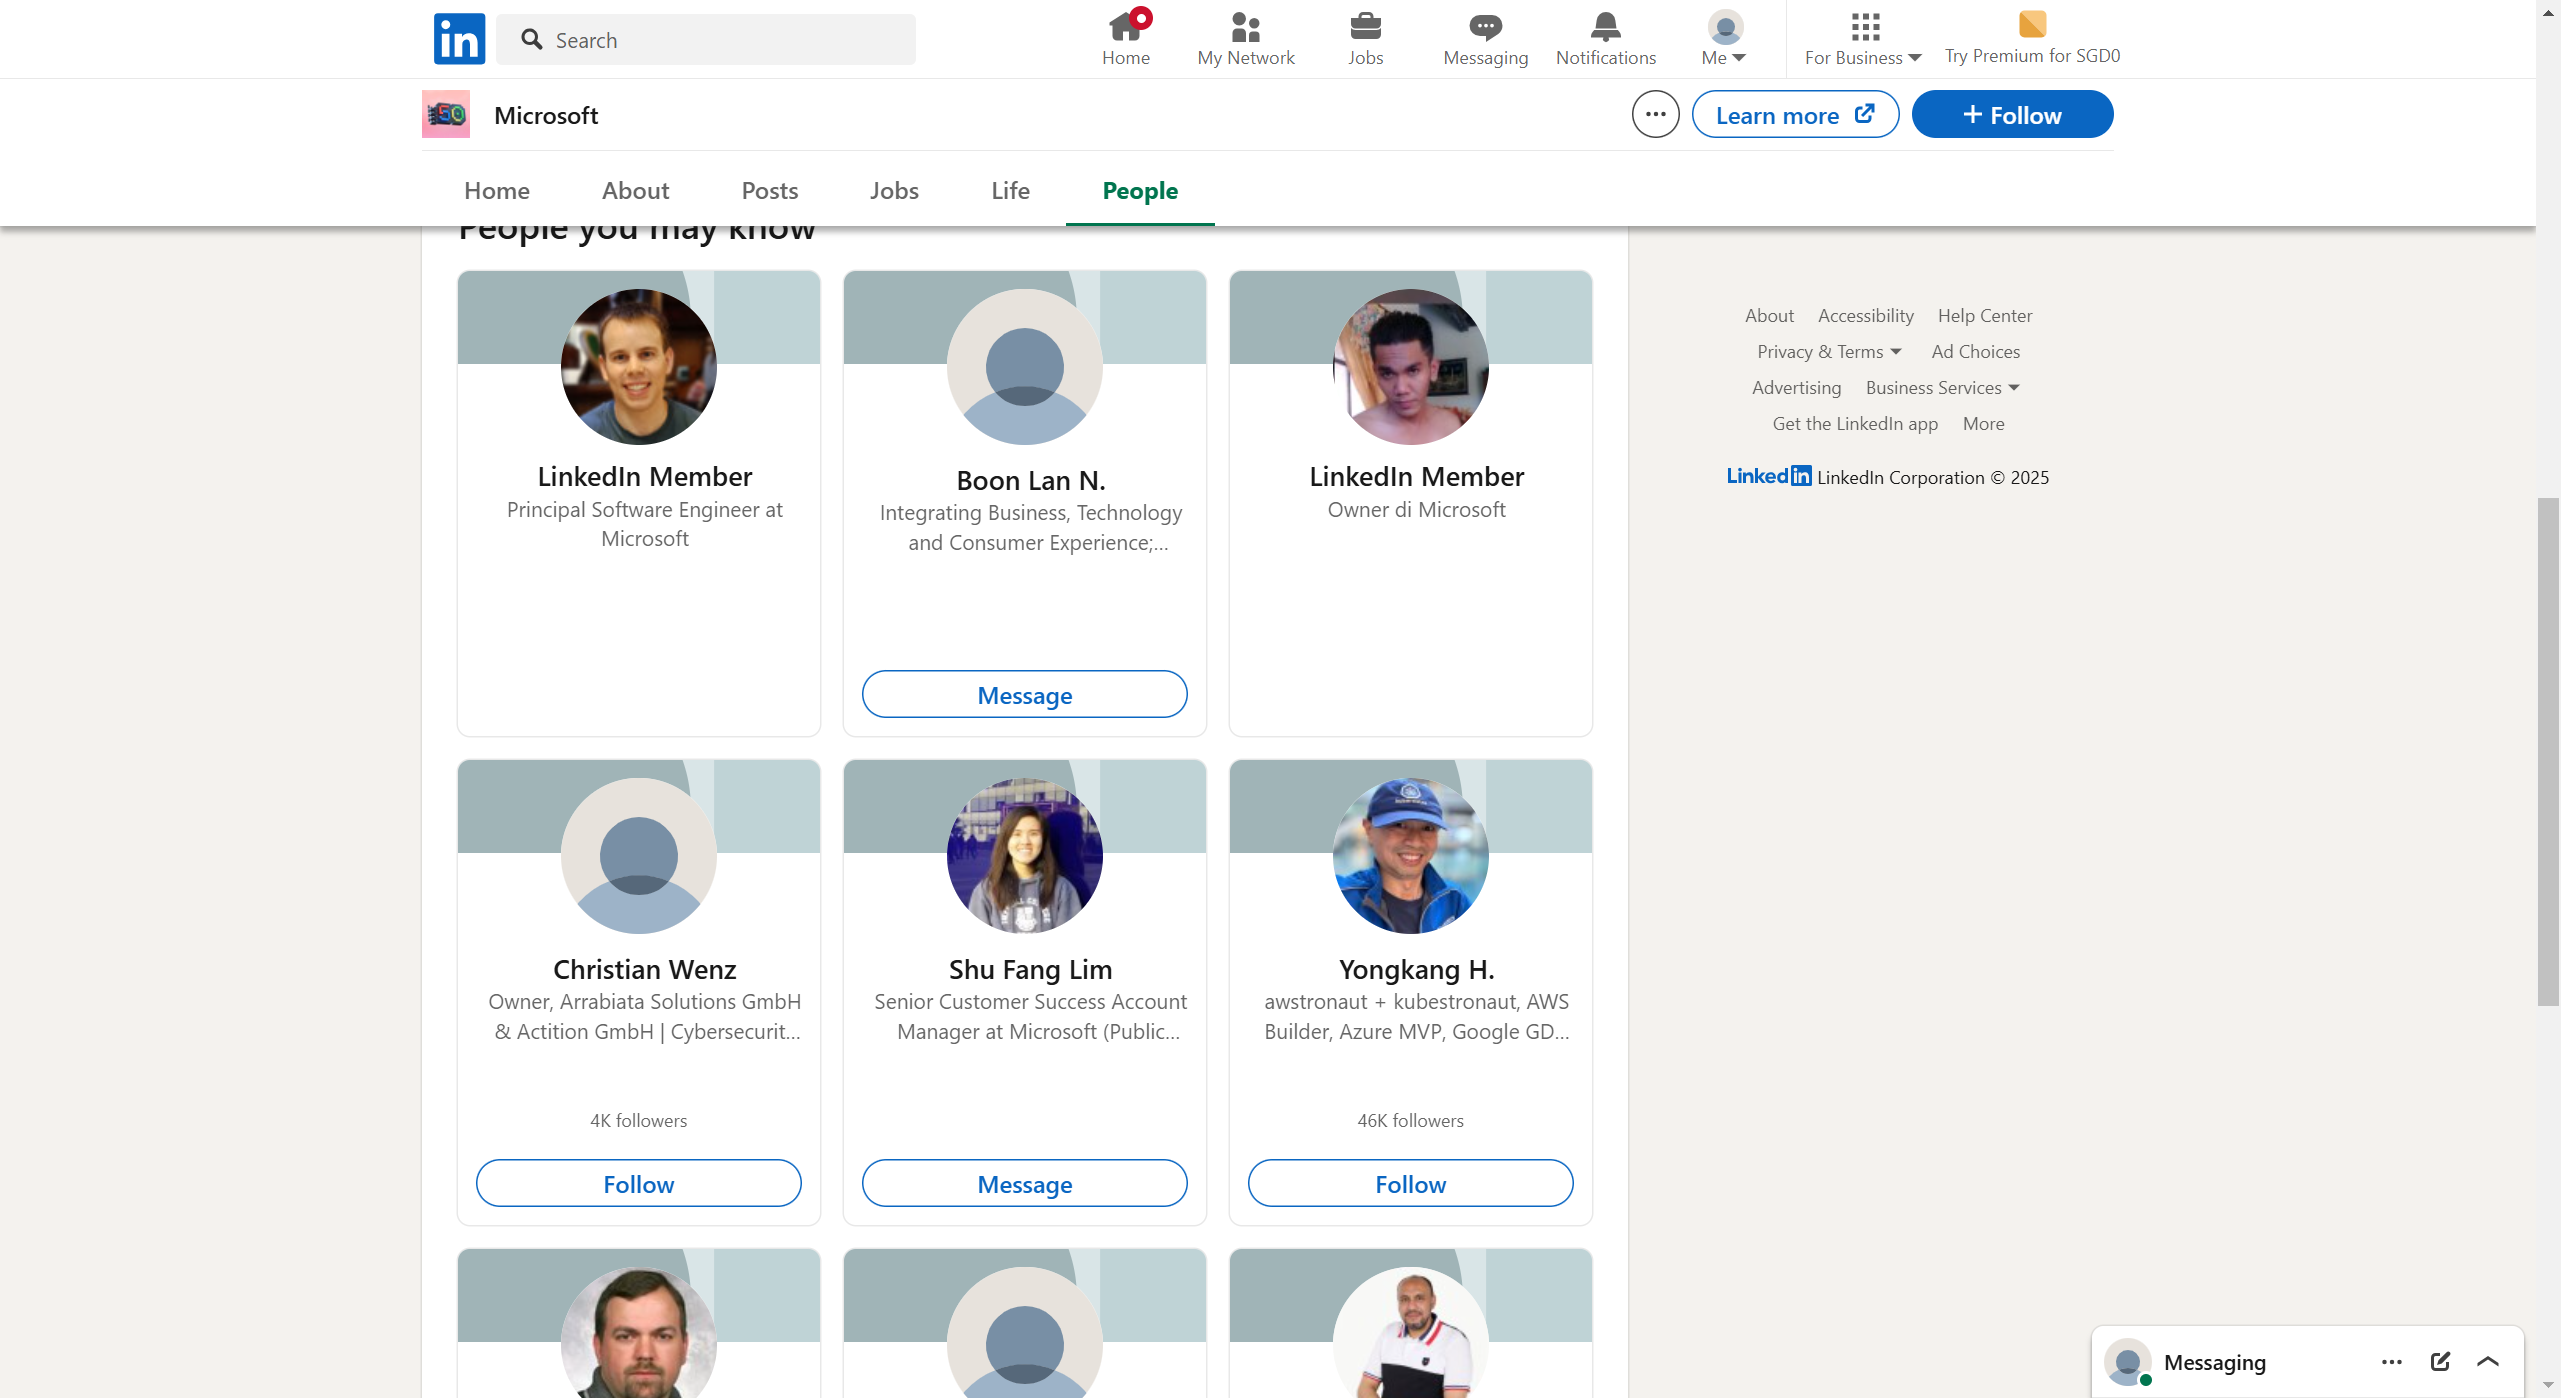 in
Search
Home
My Network
Jobs
Messaging
Notifications
Me
For Business
Try Premium for SGD0
50
Microsoft
Learn more
+ Follow
Home
About
Posts
Jobs
Life
People
People you may know
LinkedIn Member
Principal Software Engineer at
Microsoft
Boon Lan N.
Integrating Business, Technology
and Consumer Experience;...
Message
LinkedIn Member
Owner di Microsoft
Christian Wenz
Owner, Arrabiata Solutions GmbH
& Actition GmbH | Cybersecurit...
4K followers
Follow
Shu Fang Lim
Senior Customer Success Account
Manager at Microsoft (Public...
Message
Yongkang H.
awstronaut + kubestronaut, AWS
Builder, Azure MVP, Google GD...
46K followers
Follow
About Accessibility Help Center
Privacy & Terms Ad Choices
Advertising Business Services
Get the LinkedIn app More
LinkedIn LinkedIn Corporation © 2025
Messaging